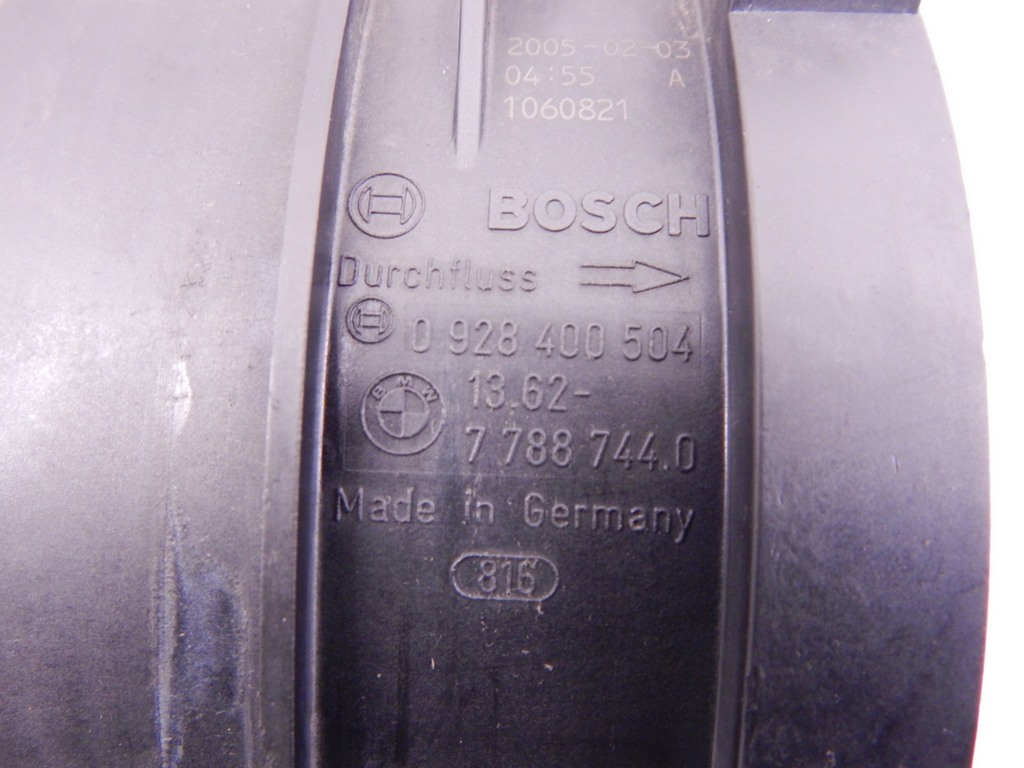 2005-02-03
04:55 A
1060821
BOSCH
Durchfluss
0 928 400 504
BMW
13.62-
7 788 744.0
Made in Germany
816